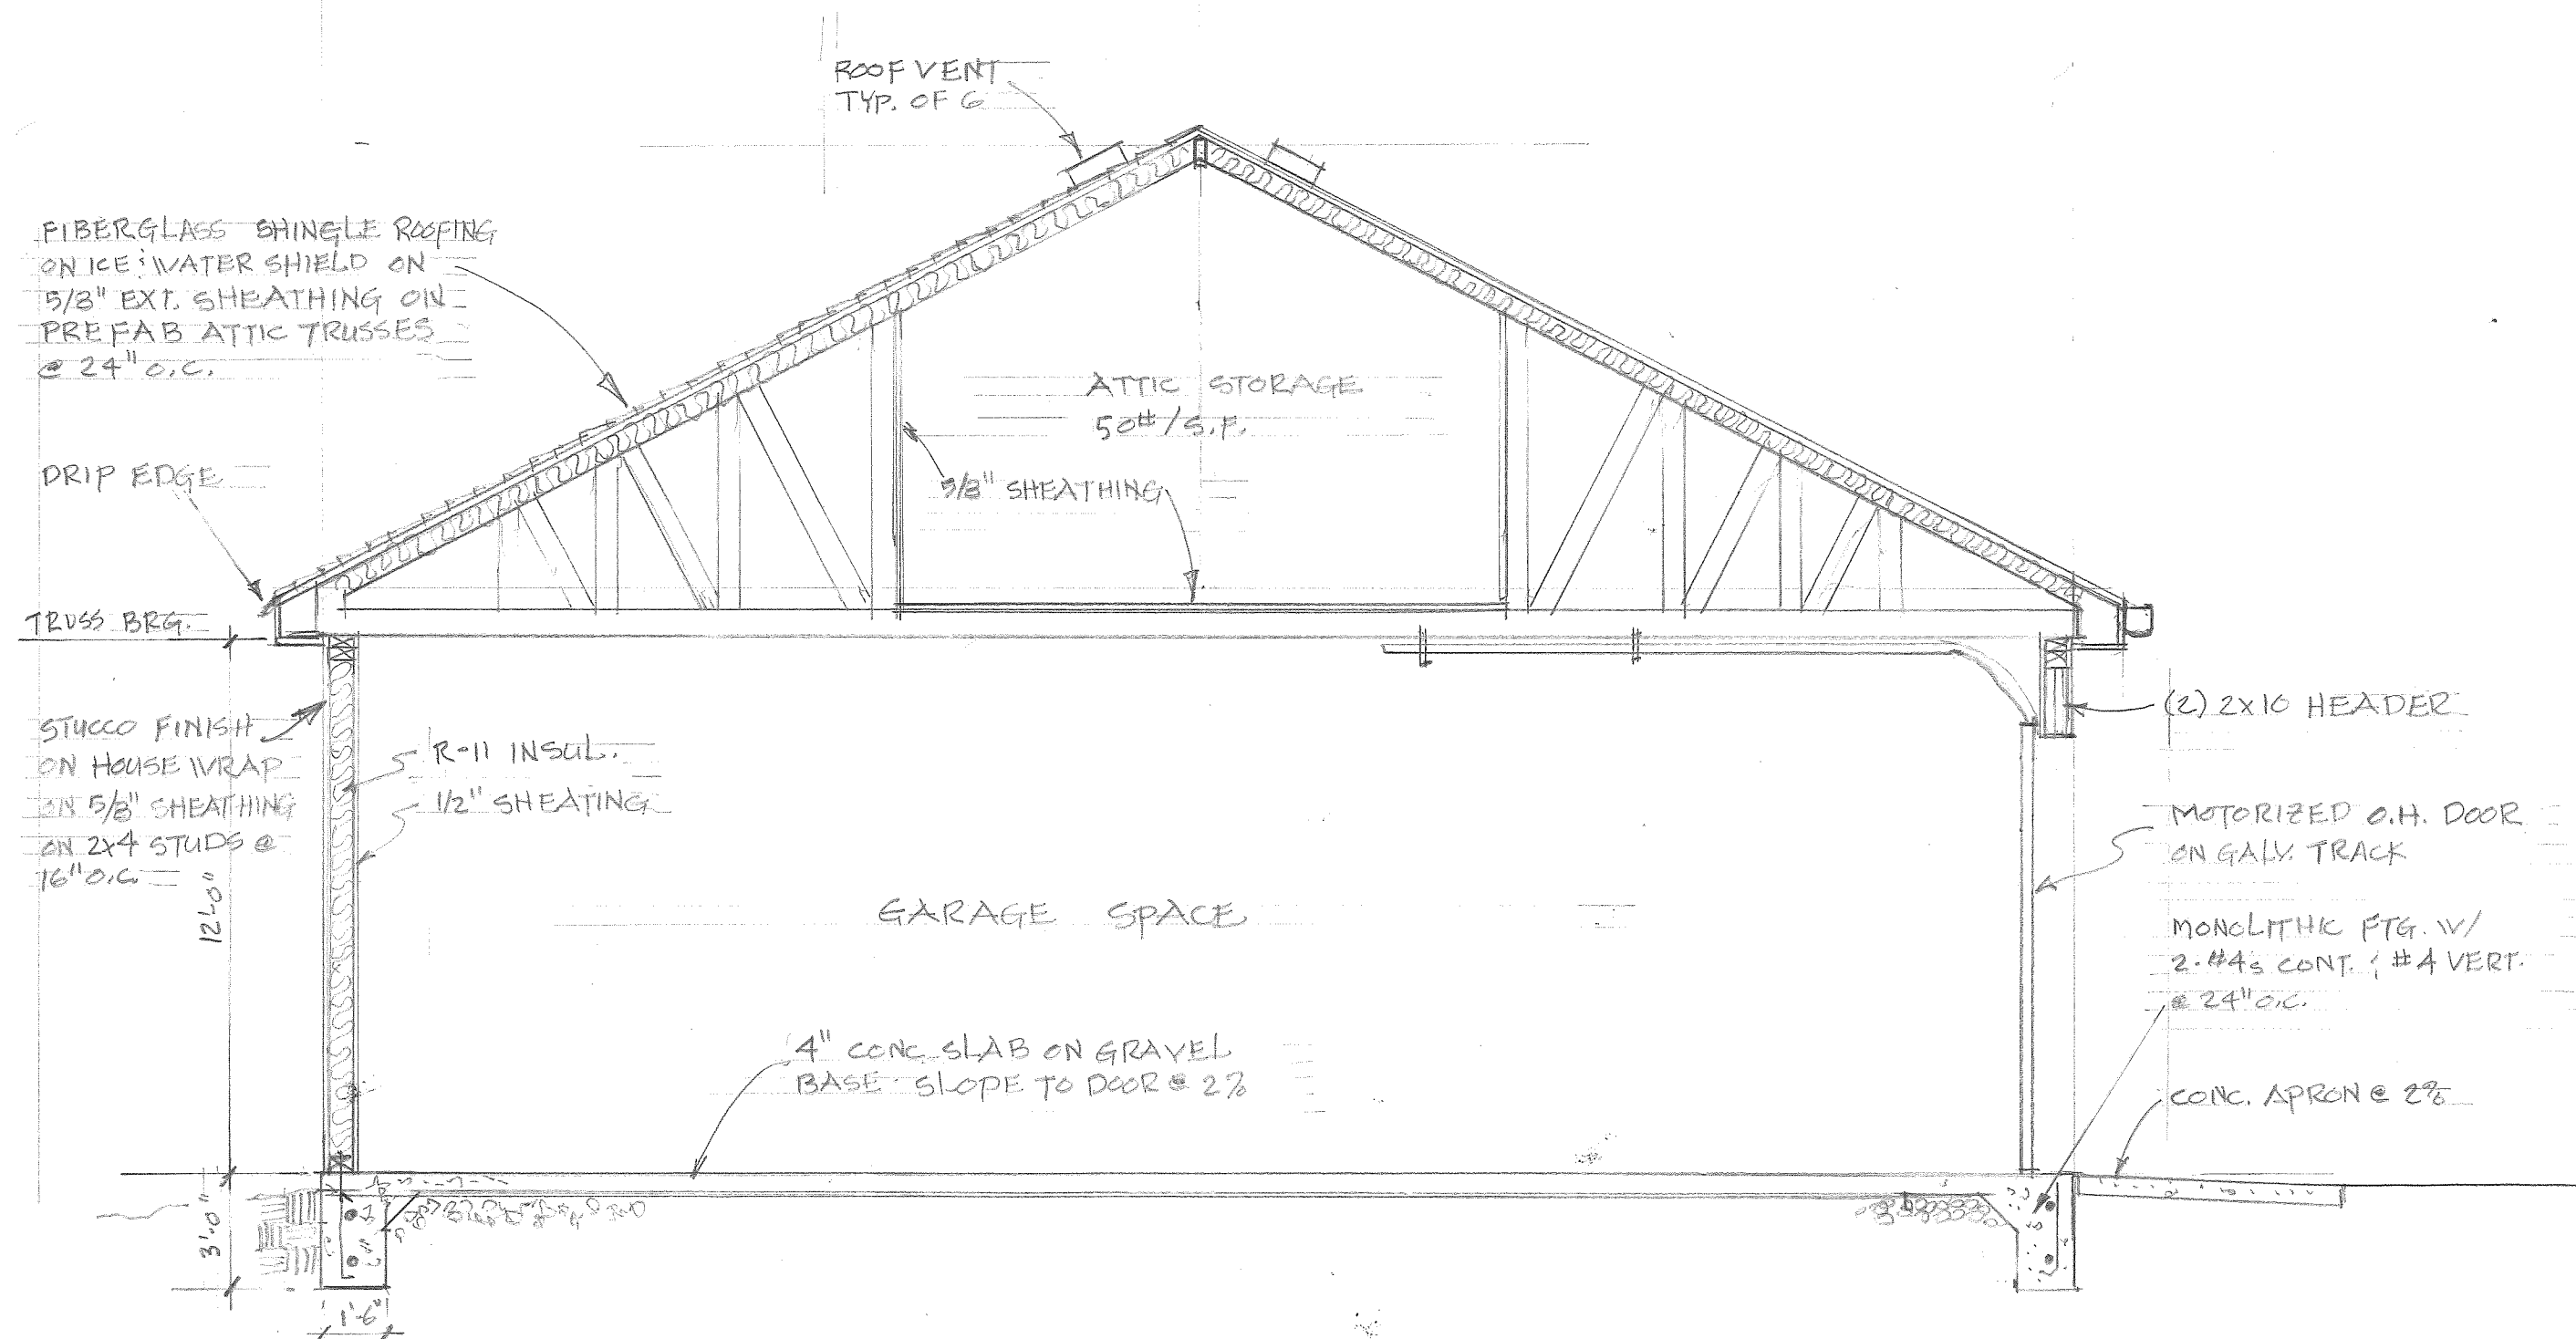 ROOF VENT
TYP. OF 6
FIBERGLASS SHINGLE ROOFING
ON ICE & WATER SHIELD ON
5/8" EXT. SHEATHING ON
PREFAB ATTIC TRUSSES
@ 24" O.C.
ATTIC STORAGE
50#/S.F.
5/8" SHEATHING
DRIP EDGE
TRUSS BRG.
STUCCO FINISH
ON HOUSE WRAP
ON 5/8" SHEATHING
ON 2x4 STUDS @
16" O.C.
R-11 INSUL.
1/2" SHEATING
(2) 2x10 HEADER
MOTORIZED O.H. DOOR
ON GALV. TRACK
GARAGE SPACE
MONOLITHIC FTG. W/
2-#4s CONT. & #4 VERT.
@ 24" O.C.
4" CONC. SLAB ON GRAVEL
BASE. SLOPE TO DOOR @ 2%
CONC. APRON @ 2%
12'-0"
3'-0"
1'-6"